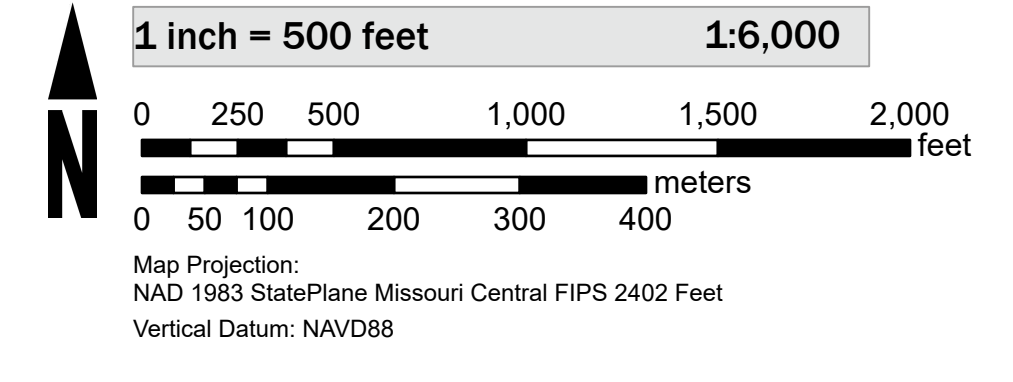 1 inch = 500 feet 1:6,000
0 250 500 1,000 1,500 2,000
feet
meters
0 50 100 200 300 400
N
Map Projection:
NAD 1983 StatePlane Missouri Central FIPS 2402 Feet
Vertical Datum: NAVD88